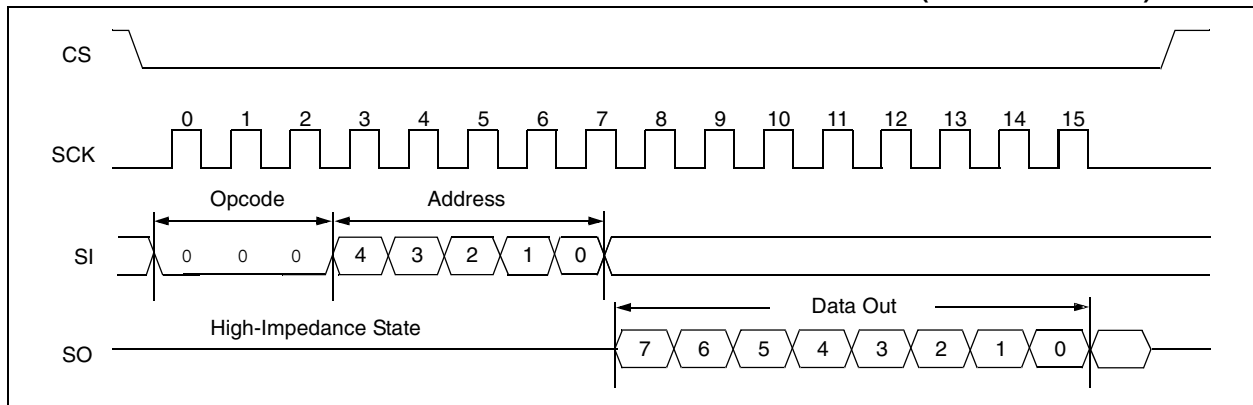 CS
0 1 2 3 4 5 6 7 8 9 10 11 12 13 14 15
SCK
Opcode Address
SI 0 0 0 4 3 2 1 0
Data Out
High-Impedance State
SO 7 6 5 4 3 2 1 0